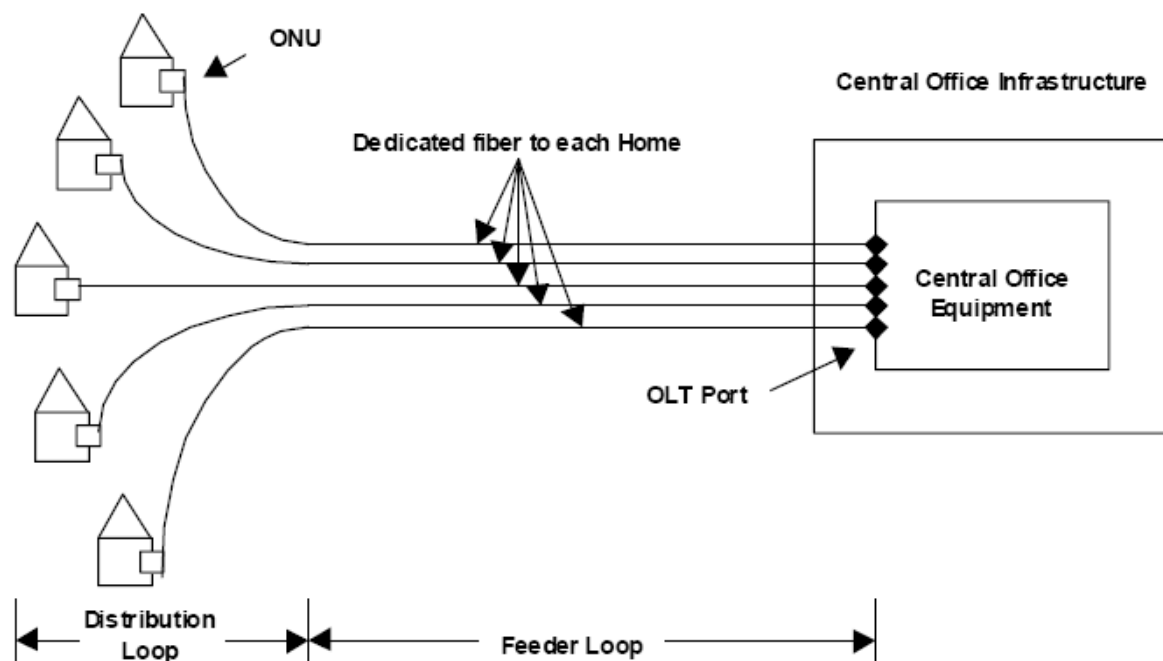 ONU
Central Office Infrastructure
Dedicated fiber to each Home
Central Office
Equipment
OLT Port
Distribution
Loop
Feeder Loop